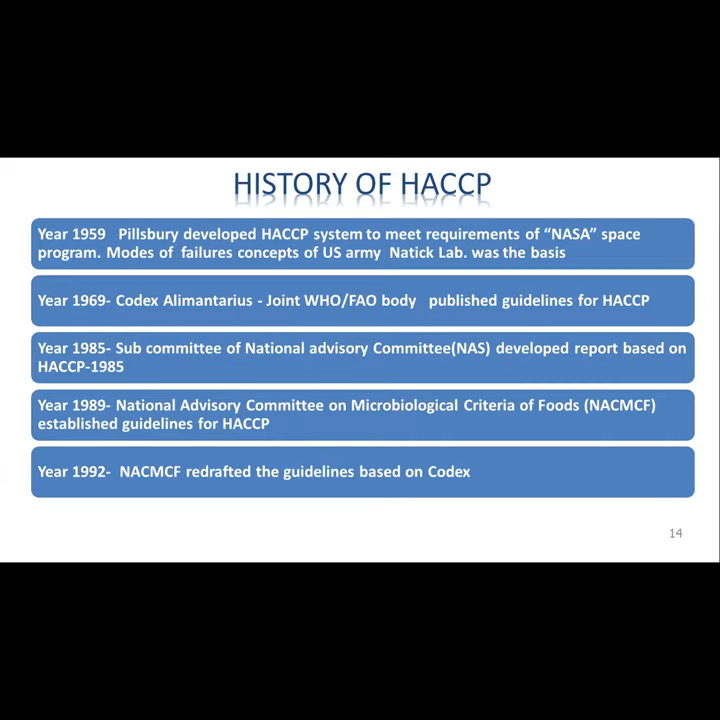 HISTORY OF HACCP
Year 1959 Pillsbury developed HACCP system to meet requirements of “NASA” space
program. Modes of failures concepts of US army Natick Lab. was the basis
Year 1969- Codex Alimantarius - Joint WHO/FAO body published guidelines for HACCP
Year 1985- Sub committee of National advisory Committee(NAS) developed report based on
HACCP-1985
Year 1989- National Advisory Committee on Microbiological Criteria of Foods (NACMCF)
established guidelines for HACCP
Year 1992- NACMCF redrafted the guidelines based on Codex
14